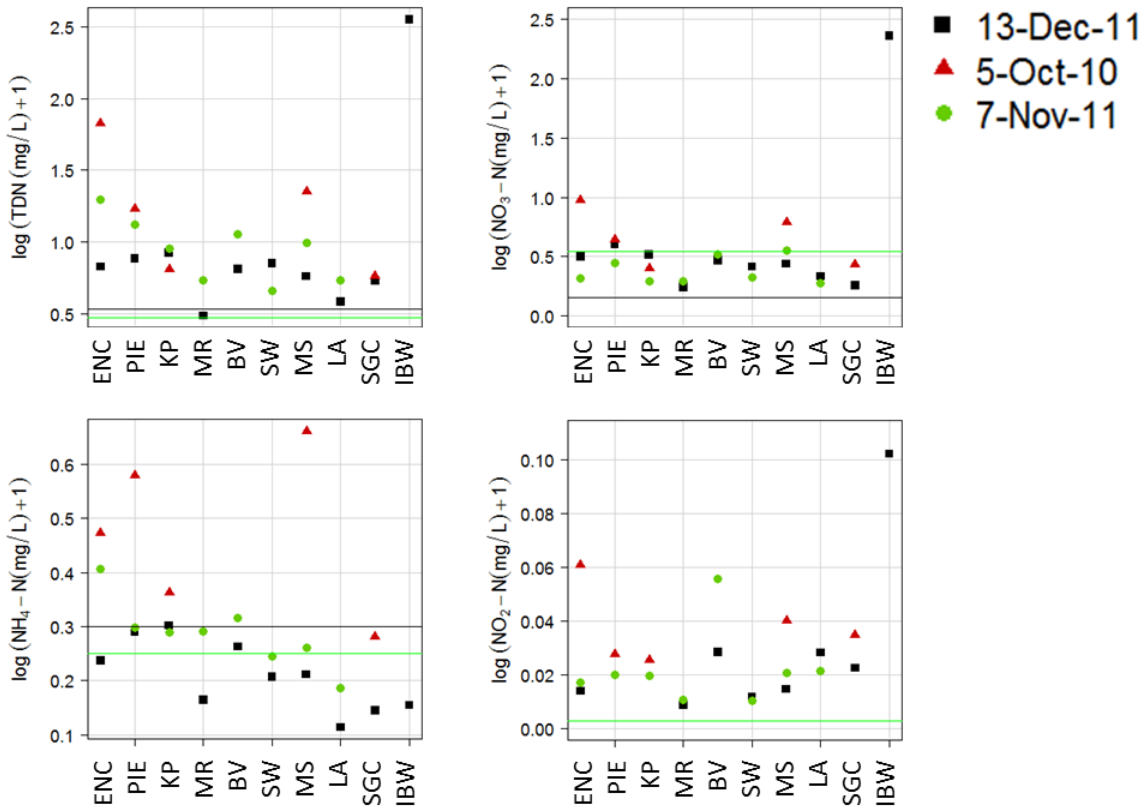 13-Dec-11
5-Oct-10
7-Nov-11
log (TDN (mg/L)+1)
2.5
2.0
1.5
1.0
0.5
ENC PIE KP MR BV SW MS LA SGC IBW
log (NO3−N(mg/L)+1)
2.5
2.0
1.5
1.0
0.5
0.0
ENC PIE KP MR BV SW MS LA SGC IBW
log (NH4−N(mg/L)+1)
0.6
0.5
0.4
0.3
0.2
0.1
ENC PIE KP MR BV SW MS LA SGC IBW
log (NO2−N(mg/L)+1)
0.10
0.08
0.06
0.04
0.02
0.00
ENC PIE KP MR BV SW MS LA SGC IBW